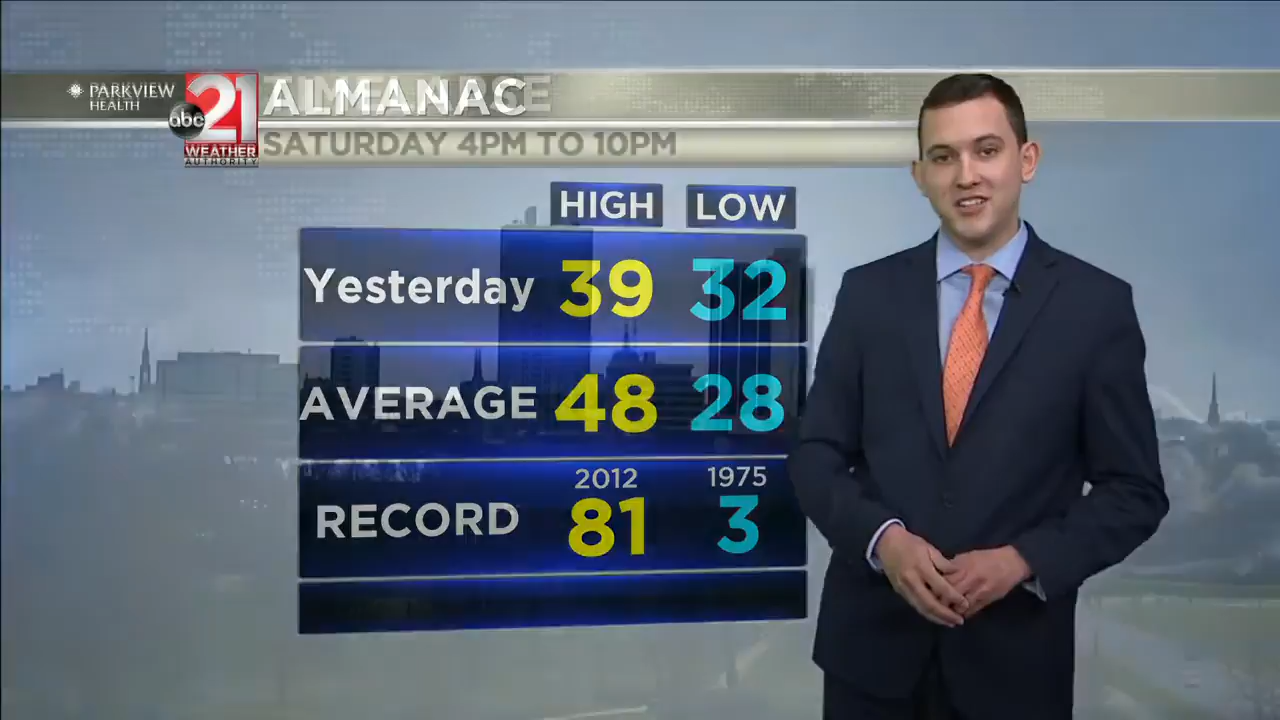 PARKVIEW
HEALTH
abc
21
WEATHER
AUTHORITY
ALMANAC
SATURDAY 4PM TO 10PM
HIGH LOW
Yesterday 39 32
AVERAGE 48 28
2012 1975
RECORD 81 3